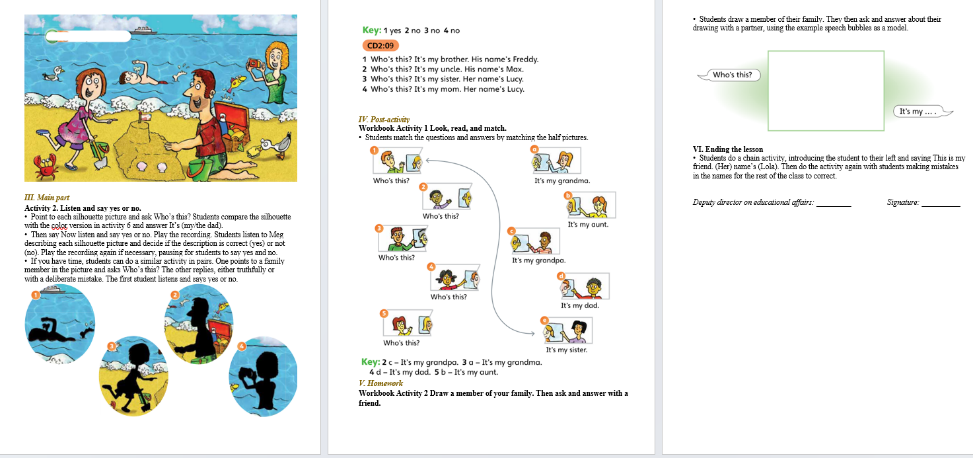 III. Main part
Activity 2. Listen and say yes or no.
• Point to each silhouette picture and ask Who's this? Students compare the silhouette
with the color version in activity 6 and answer It's (my/the dad).
• Then say Now listen and say yes or no. Play the recording. Students listen to Meg
describing each silhouette picture and decide if the description is correct (yes) or not
(no). Play the recording again if necessary, pausing for students to say yes and no.
• If you have time, students can do a similar activity in pairs. One points to a family
member in the picture and asks Who's this? The other replies, either truthfully or
with a deliberate mistake. The first student listens and says yes or no.
1
2
3
4
Key: 1 yes 2 no 3 no 4 no
CD2:09
1 Who's this? It's my brother. His name's Freddy.
2 Who's this? It's my uncle. His name's Max.
3 Who's this? It's my sister. Her name's Lucy.
4 Who's this? It's my mom. Her name's Lucy.
IV. Post-activity
Workbook Activity 1 Look, read, and match.
• Students match the questions and answers by matching the half pictures.
1
Who's this?
a
It's my grandma.
2
Who's this?
b
It's my aunt.
3
Who's this?
c
It's my grandpa.
4
Who's this?
d
It's my dad.
5
Who's this?
e
It's my sister.
Key: 2 c – It's my grandpa. 3 a – It's my grandma.
4 d – It's my dad. 5 b – It's my aunt.
V. Homework
Workbook Activity 2 Draw a member of your family. Then ask and answer with a
friend.
• Students draw a member of their family. They then ask and answer about their
drawing with a partner, using the example speech bubbles as a model.
Who's this?
It's my ... .
VI. Ending the lesson
• Students do a chain activity, introducing the student to their left and saying This is my
friend. (Her) name's (Lola). Then do the activity again with students making mistakes
in the names for the rest of the class to correct.
Deputy director on educational affairs: ________ Signature: ________